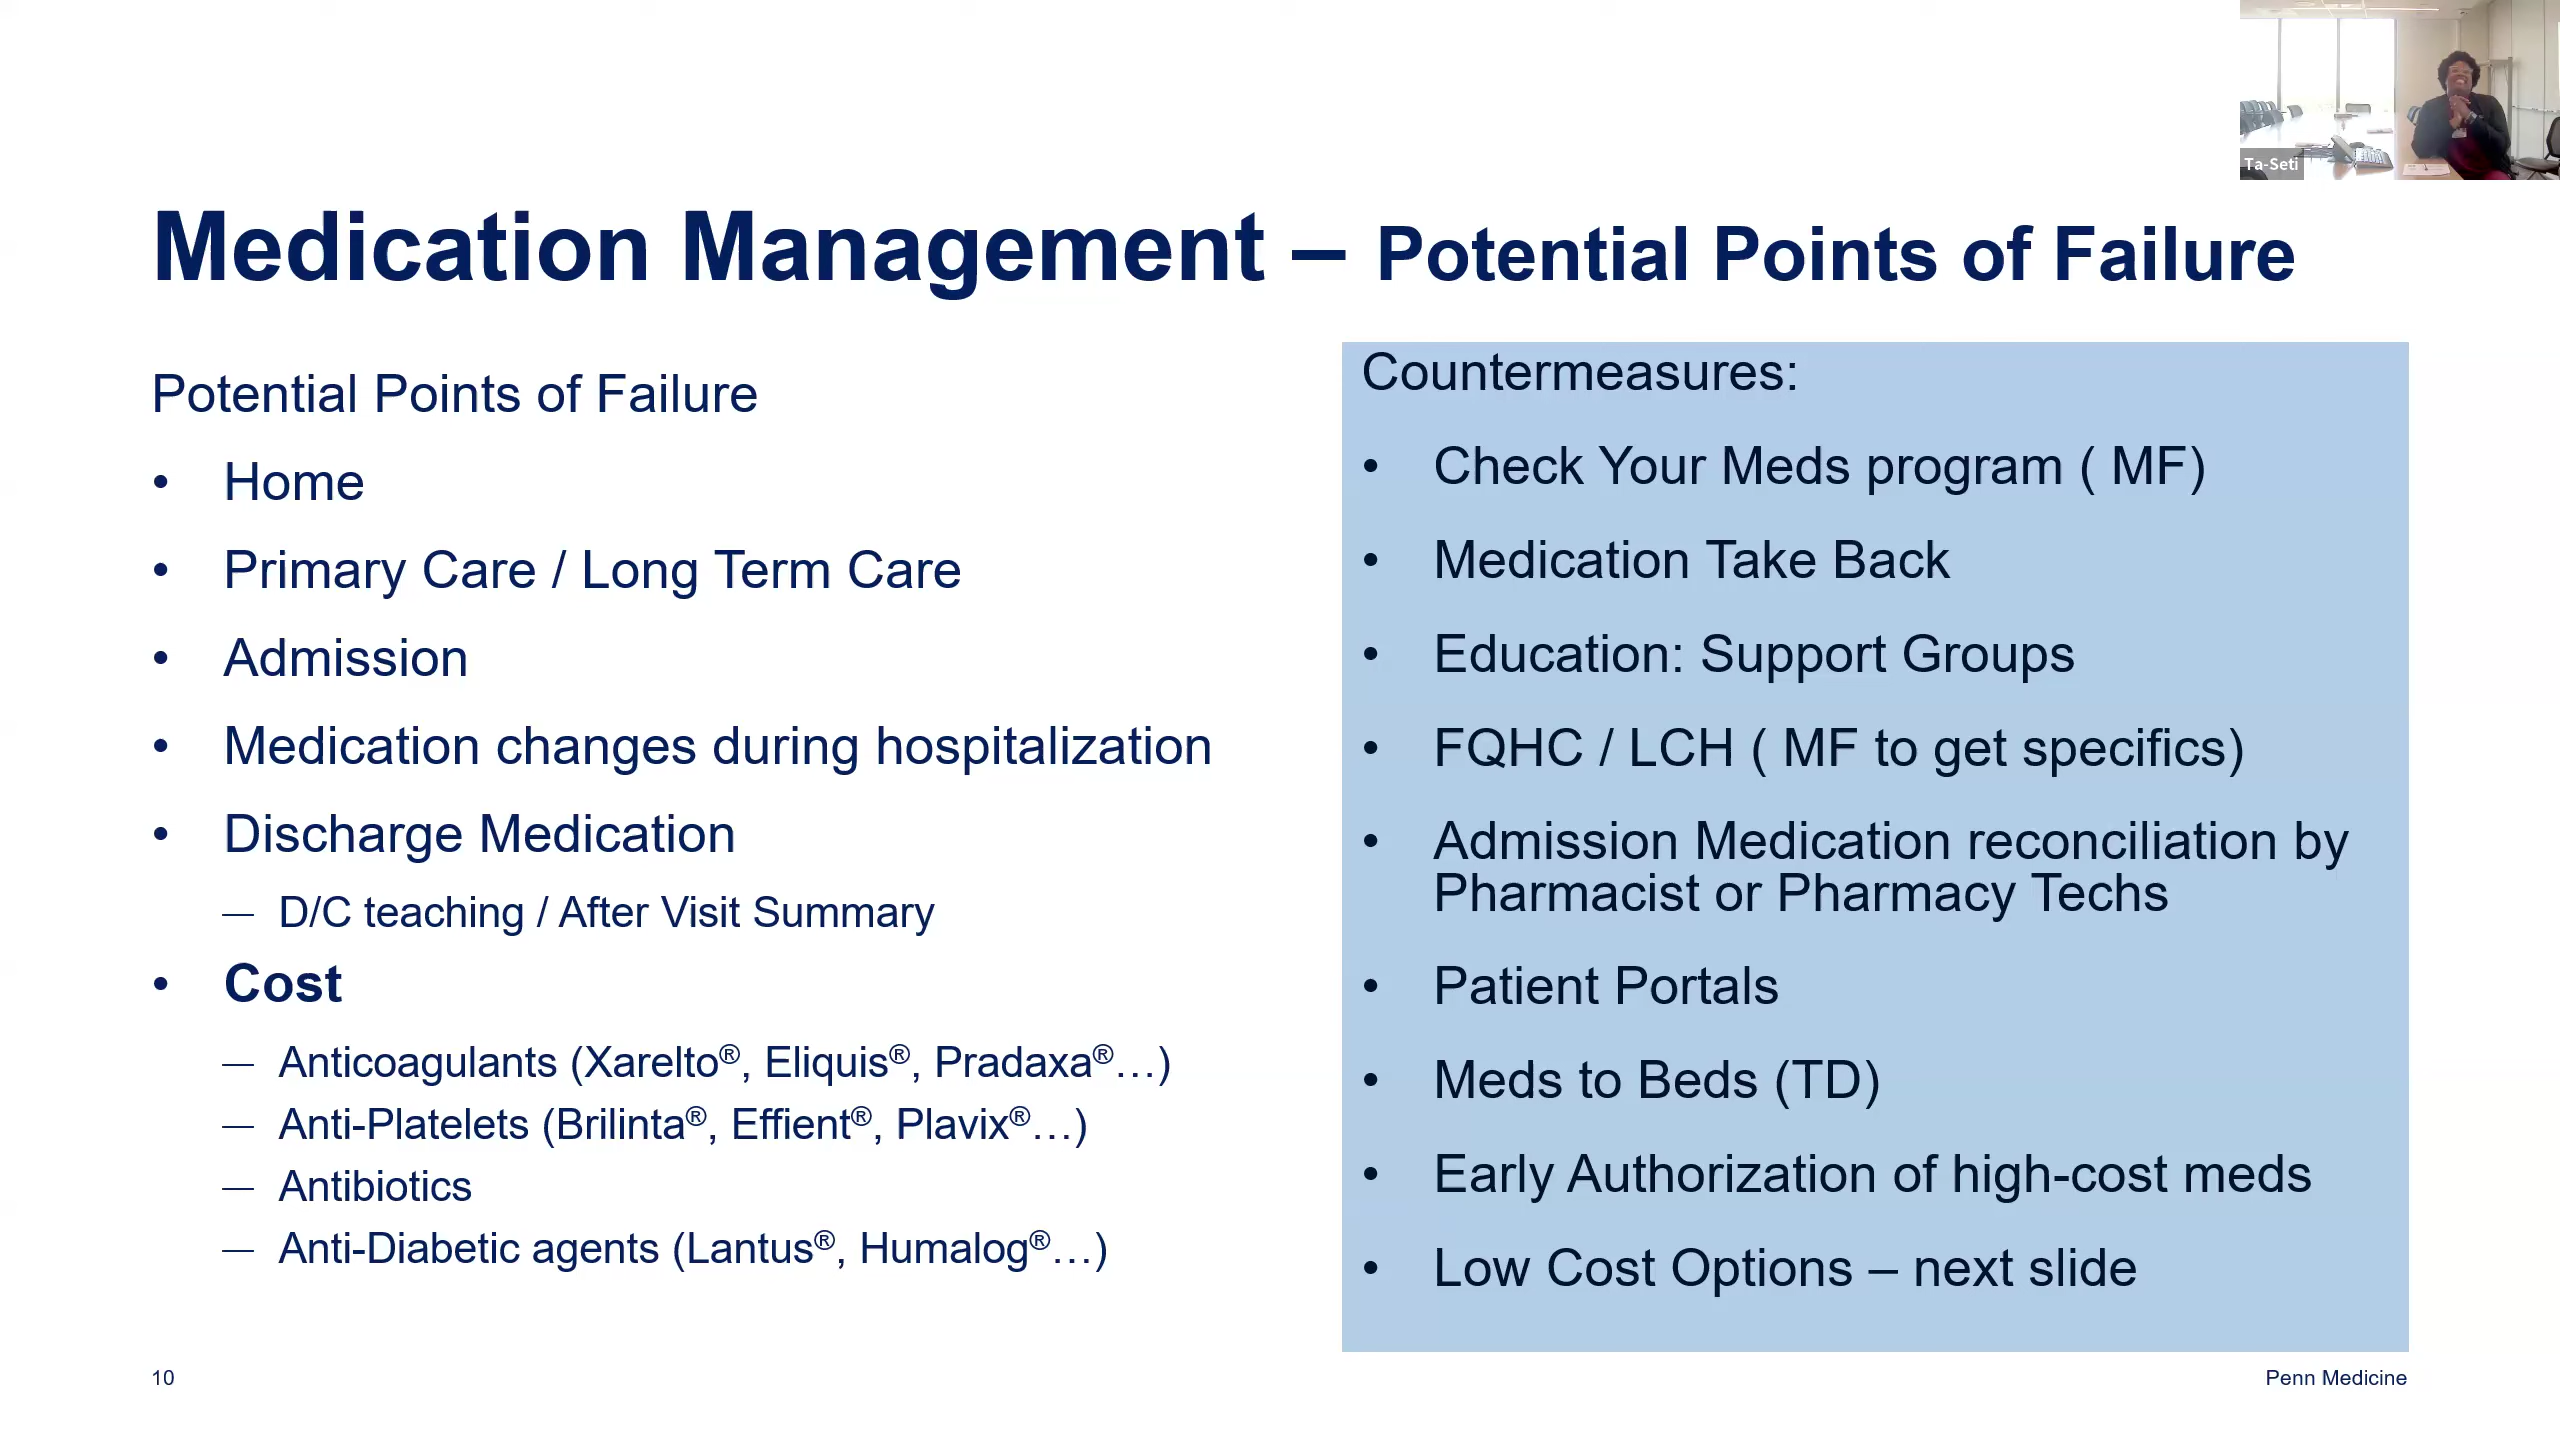 Ta-Seti
Medication Management – Potential Points of Failure
Potential Points of Failure
• Home
• Primary Care / Long Term Care
• Admission
• Medication changes during hospitalization
• Discharge Medication
— D/C teaching / After Visit Summary
• Cost
— Anticoagulants (Xarelto®, Eliquis®, Pradaxa®…)
— Anti-Platelets (Brilinta®, Effient®, Plavix®…)
— Antibiotics
— Anti-Diabetic agents (Lantus®, Humalog®…)
Countermeasures:
• Check Your Meds program ( MF)
• Medication Take Back
• Education: Support Groups
• FQHC / LCH ( MF to get specifics)
• Admission Medication reconciliation by
Pharmacist or Pharmacy Techs
• Patient Portals
• Meds to Beds (TD)
• Early Authorization of high-cost meds
• Low Cost Options – next slide
10
Penn Medicine